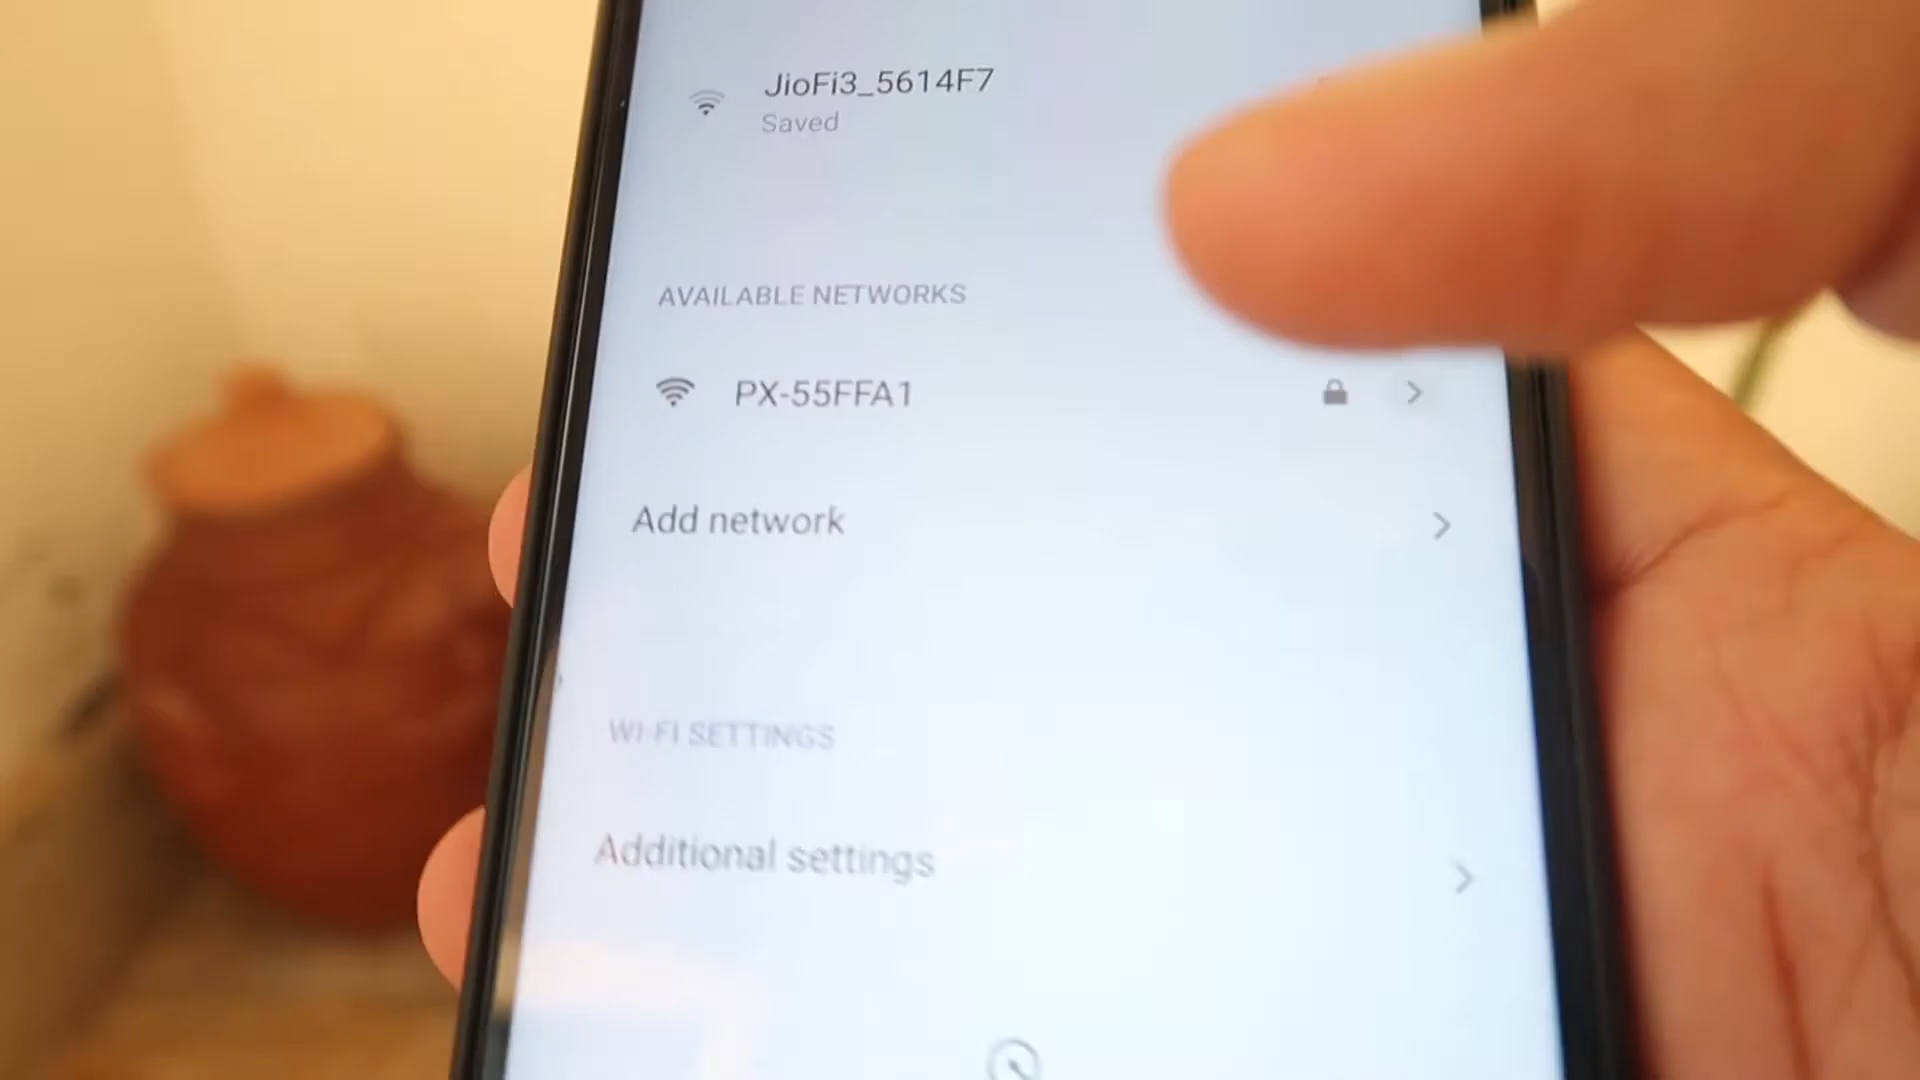 JioFi3_5614F7
Saved
AVAILABLE NETWORKS
PX-55FFA1
Add network
WI-FI SETTINGS
Additional settings